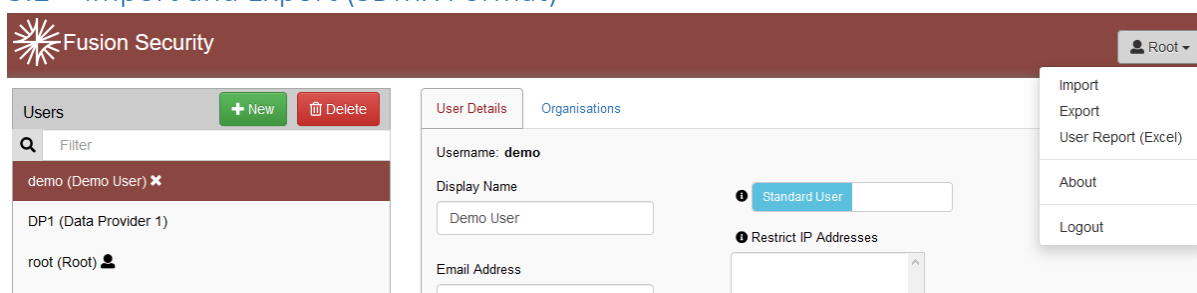 Fusion Security
Root
Import
Export
User Report (Excel)
About
Logout
Users
New
Delete
Filter
demo (Demo User)
DP1 (Data Provider 1)
root (Root)
User Details
Organisations
Username: demo
Display Name
Demo User
Standard User
Restrict IP Addresses
Email Address